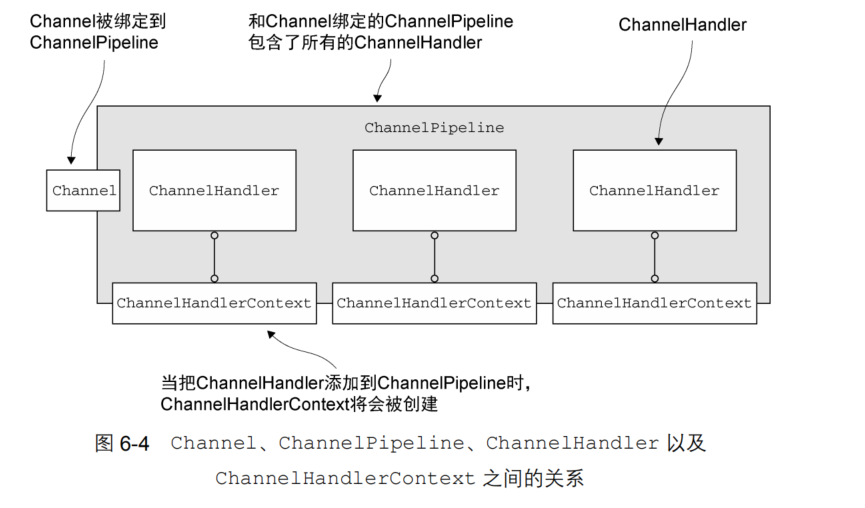 Channel被绑定到
ChannelPipeline
和Channel绑定的ChannelPipeline
包含了所有的ChannelHandler
ChannelHandler
ChannelPipeline
Channel
ChannelHandler
ChannelHandler
ChannelHandler
ChannelHandlerContext
ChannelHandlerContext
ChannelHandlerContext
当把ChannelHandler添加到ChannelPipeline时，
ChannelHandlerContext将会被创建
图 6-4 Channel、ChannelPipeline、ChannelHandler 以及
ChannelHandlerContext 之间的关系